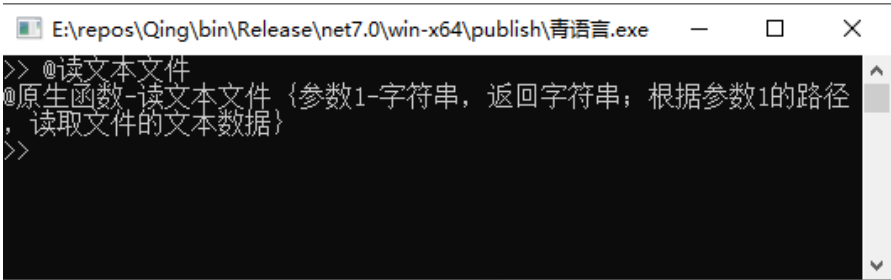 E:\repos\Qing\bin\Release\net7.0\win-x64\publish\青语言.exe
>> @读文本文件
@原生函数-读文本文件 {参数1-字符串，返回字符串；根据参数1的路径
，读取文件的文本数据}
>>